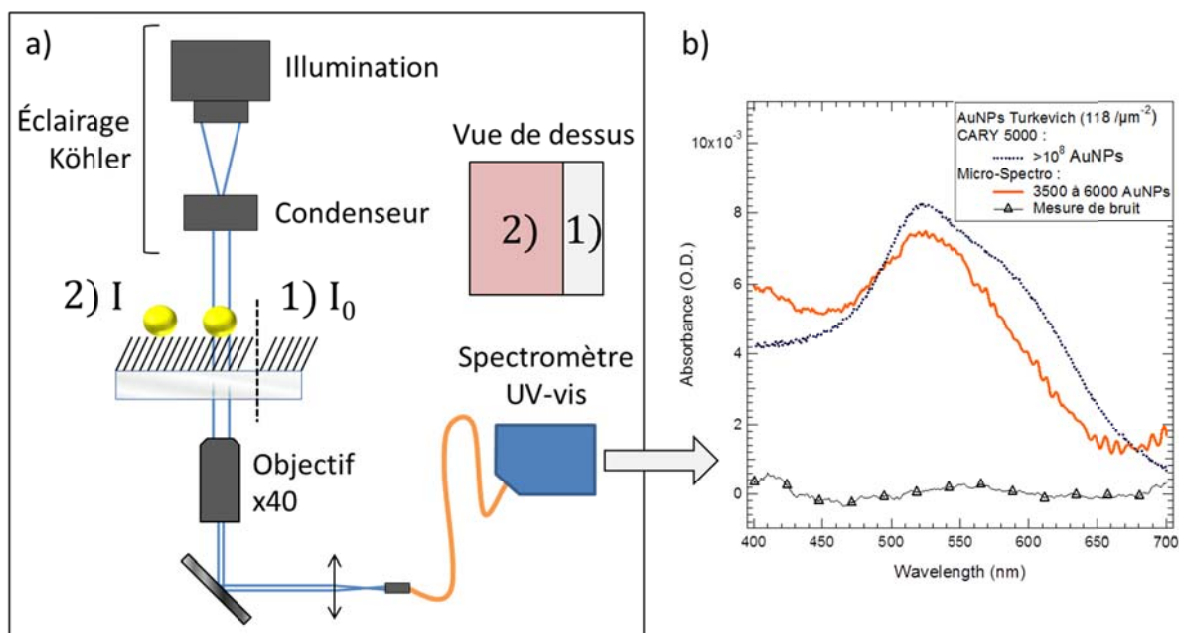 a)
Illumination
Éclairage
Köhler
Condenseur
Vue de dessus
2)
1)
2) I
1) I₀
Spectromètre
UV-vis
Objectif
x40
b)
AuNPs Turkevich (118 /µm⁻²)
CARY 5000 :
>10⁸ AuNPs
Micro-Spectro :
3500 à 6000 AuNPs
Mesure de bruit
10x10⁻³
8
6
4
2
0
Absorbance (O.D.)
400
450
500
550
600
650
700
Wavelength (nm)